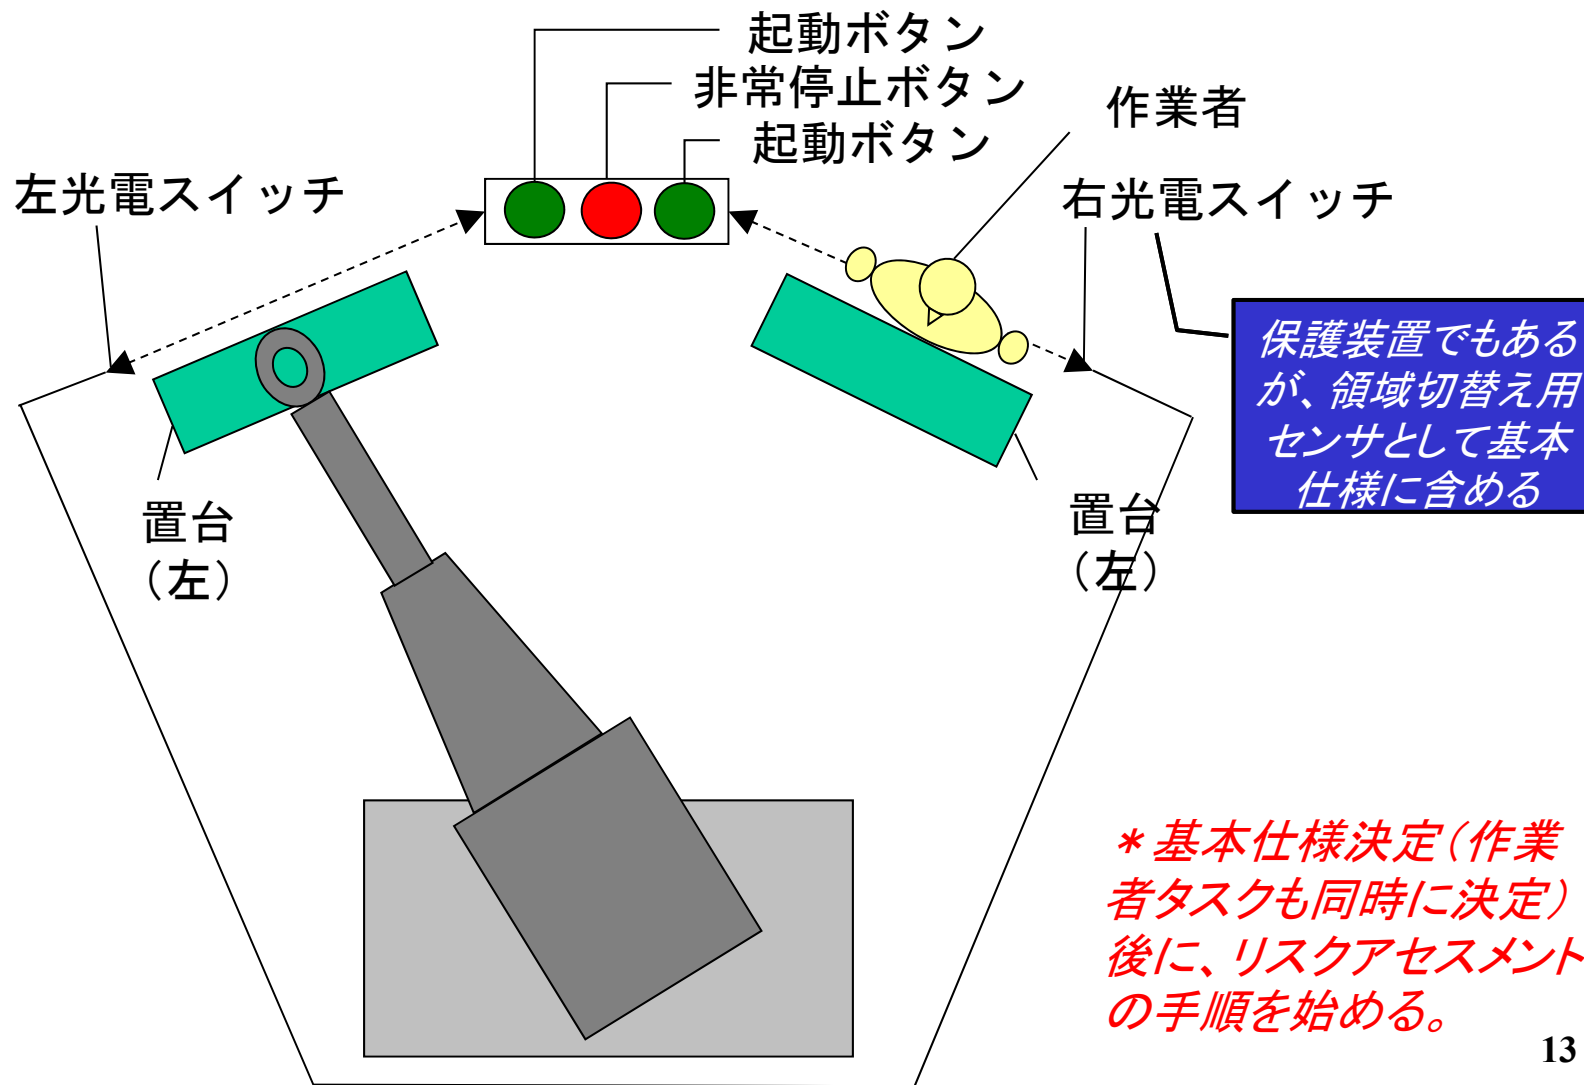 起動ボタン
非常停止ボタン
起動ボタン
作業者
左光電スイッチ
右光電スイッチ
保護装置でもある
が、領域切替え用
センサとして基本
仕様に含める
置台
（左）
置台
（左）
＊基本仕様決定（作業
者タスクも同時に決定）
後に、リスクアセスメント
の手順を始める。
13